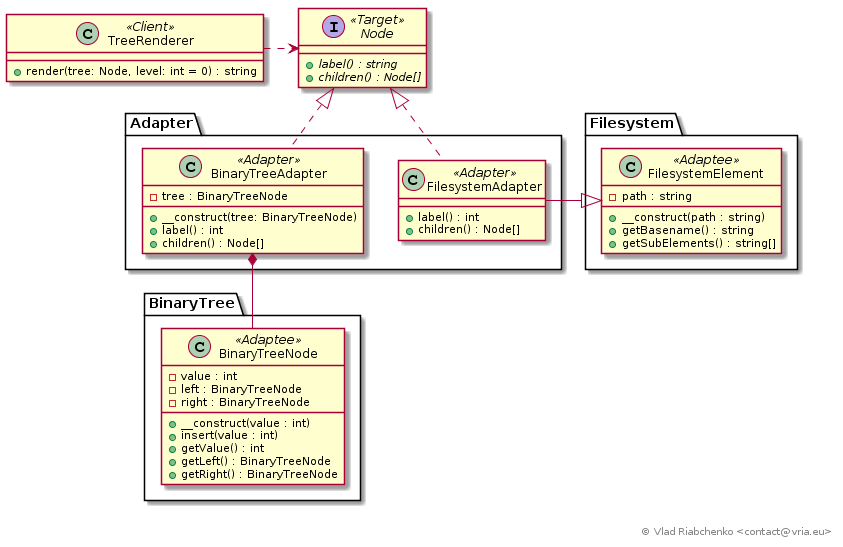 C
«Client»
TreeRenderer
render(tree: Node, level: int = 0) : string
I
«Target»
Node
label() : string
children() : Node[]
Adapter
C
«Adapter»
BinaryTreeAdapter
tree : BinaryTreeNode
__construct(tree: BinaryTreeNode)
label() : int
children() : Node[]
C
«Adapter»
FilesystemAdapter
label() : int
children() : Node[]
Filesystem
C
«Adaptee»
FilesystemElement
path : string
__construct(path : string)
getBasename() : string
getSubElements() : string[]
BinaryTree
C
«Adaptee»
BinaryTreeNode
value : int
left : BinaryTreeNode
right : BinaryTreeNode
__construct(value : int)
insert(value : int)
getValue() : int
getLeft() : BinaryTreeNode
getRight() : BinaryTreeNode
© Vlad Riabchenko <contact@vria.eu>